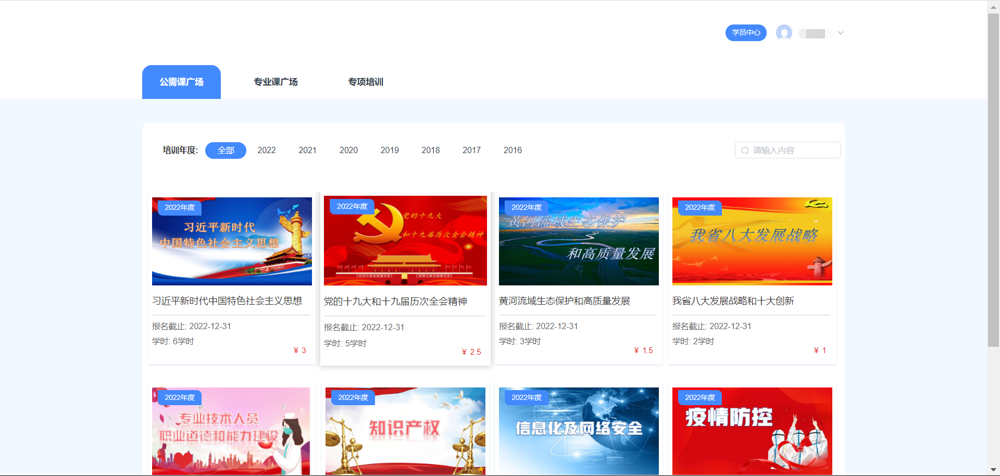 学员中心
公需课广场
专业课广场
专项培训
培训年度:
全部
2022
2021
2020
2019
2018
2017
2016
请输入内容
2022年度
习近平新时代
中国特色社会主义思想
习近平新时代中国特色社会主义思想
报名截止: 2022-12-31
学时: 6学时
¥ 3
2022年度
党的十九大
和十九届历次全会精神
党的十九大和十九届历次全会精神
报名截止: 2022-12-31
学时: 5学时
¥ 2.5
2022年度
黄河流域生态保护
和高质量发展
黄河流域生态保护和高质量发展
报名截止: 2022-12-31
学时: 3学时
¥ 1.5
2022年度
我省八大发展战略
我省八大发展战略和十大创新
报名截止: 2022-12-31
学时: 2学时
¥ 1
2022年度
专业技术人员
职业道德和能力建设
2022年度
知识产权
2022年度
信息化及网络安全
2022年度
疫情防控